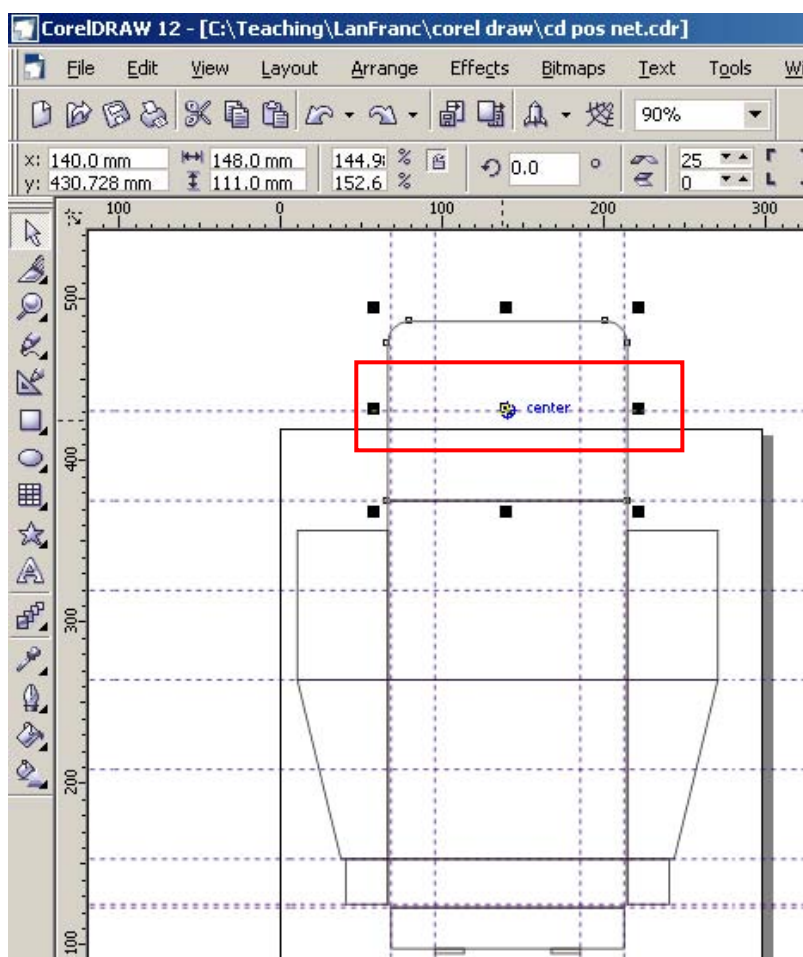 CorelDRAW 12 - [C:\Teaching\LanFranc\corel draw\cd pos net.cdr]
File Edit View Layout Arrange Effects Bitmaps Text Tools
90%
x: 140.0 mm 148.0 mm 144.9 % 0.0 ° 25
y: 430.728 mm 111.0 mm 152.6 % 0
100 0 100 200 300
500
center
400
300
200
100